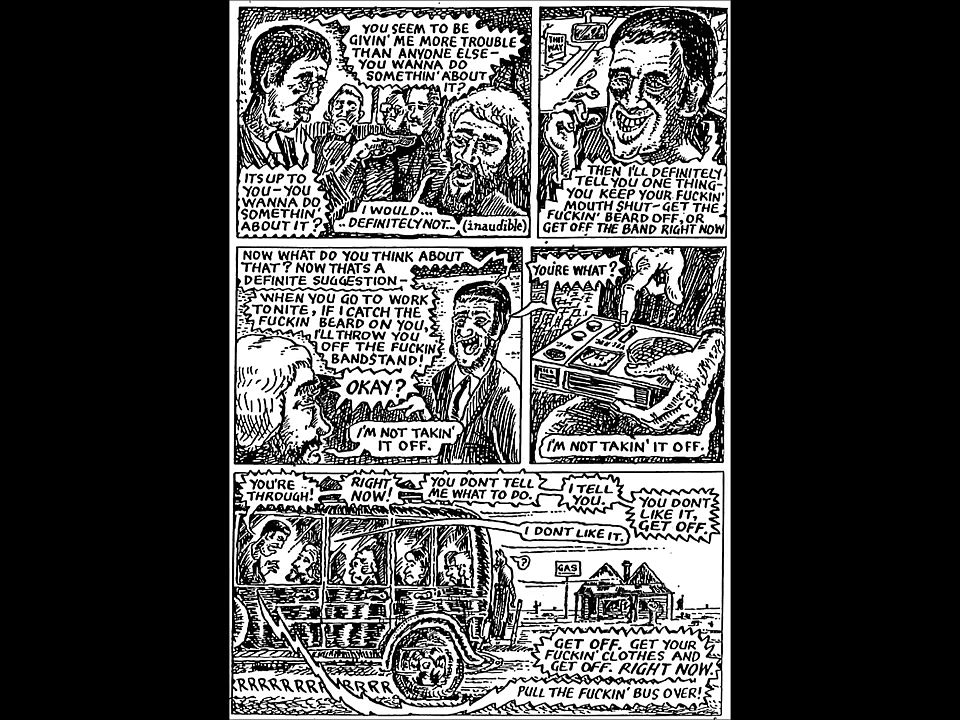 YOU SEEM TO BE
GIVIN' ME MORE TROUBLE
THAN ANYONE ELSE-
YOU WANNA DO
SOMETHIN' ABOUT
IT?
ITS UP TO
YOU-YOU
WANNA DO
SOMETHIN'
ABOUT IT?
I WOULD...
..DEFINITELY NOT... (inaudible)
THAT
WAY
THEN I'LL DEFINITELY
TELL YOU ONE THING-
YOU KEEP YOUR FUCKIN'
MOUTH SHUT-GET THE
FUCKIN' BEARD OFF, OR
GET OFF THE BAND RIGHT NOW
NOW WHAT DO YOU THINK ABOUT
THAT? NOW THATS A
DEFINITE SUGGESTION-
WHEN YOU GO TO WORK
TONITE, IF I CATCH THE
FUCKIN' BEARD ON YOU,
I'LL THROW YOU
OFF THE FUCKIN'
BANDSTAND!
OKAY?
I'M NOT TAKIN'
IT OFF.
YOU'RE WHAT?
I'M NOT TAKIN' IT OFF.
YOU'RE
THROUGH!
RIGHT
NOW!
YOU DON'T TELL
ME WHAT TO DO.
I TELL
YOU.
YOU DON'T
LIKE IT,
GET OFF.
I DON'T LIKE IT.
?
GAS
GET OFF. GET YOUR
FUCKIN' CLOTHES AND
GET OFF. RIGHT NOW.
PULL THE FUCKIN' BUS OVER!